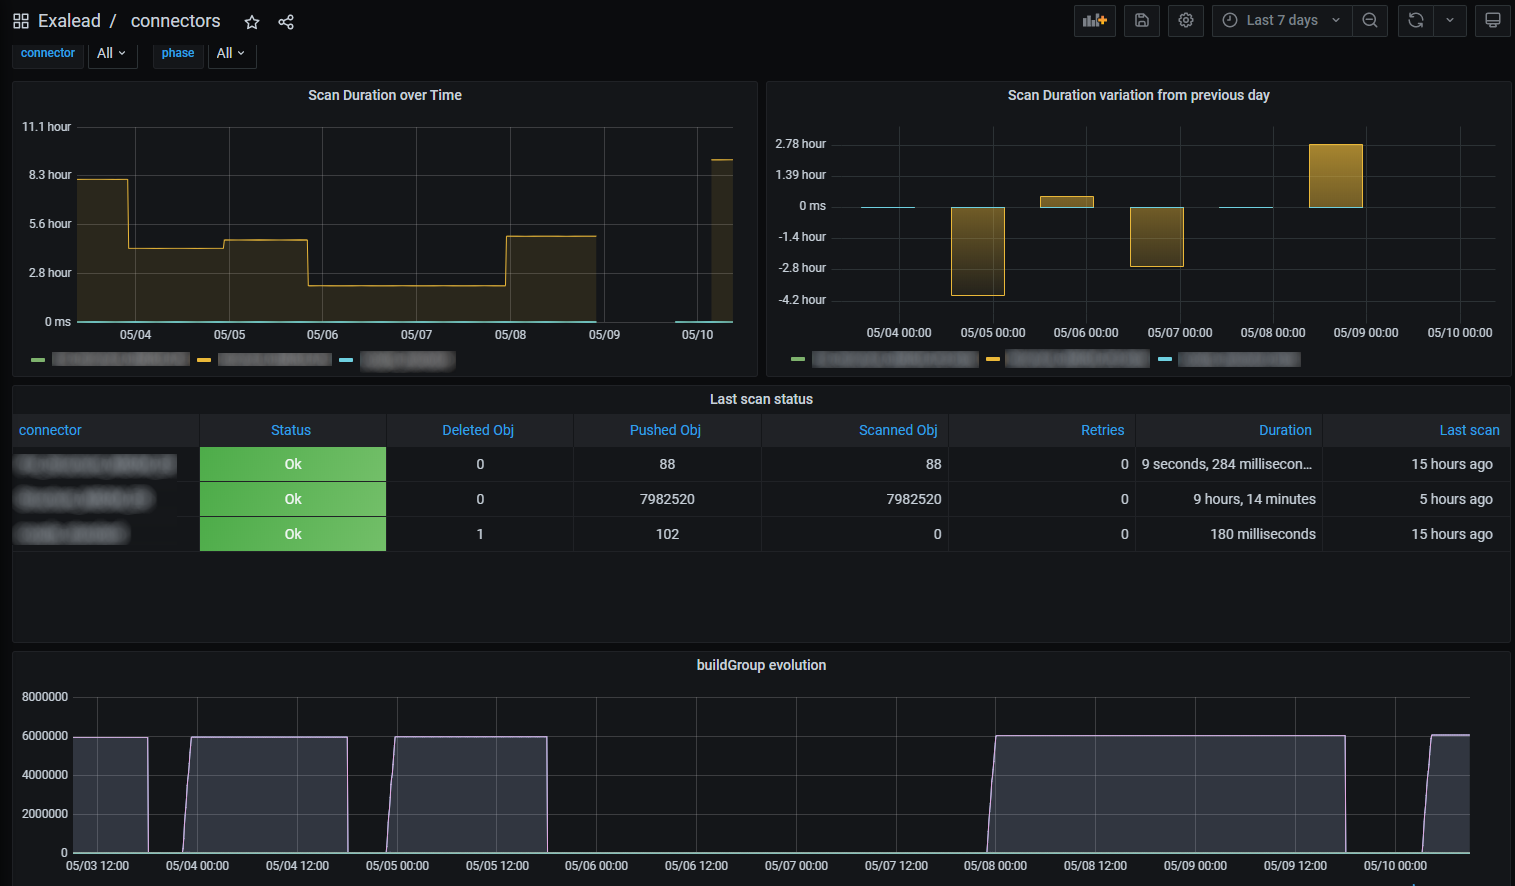 Exalead / connectors
Last 7 days
connector All phase All
Scan Duration over Time
11.1 hour
8.3 hour
5.6 hour
2.8 hour
0 ms
05/04 05/05 05/06 05/07 05/08 05/09 05/10
Scan Duration variation from previous day
2.78 hour
1.39 hour
0 ms
-1.4 hour
-2.8 hour
-4.2 hour
05/04 00:00 05/05 00:00 05/06 00:00 05/07 00:00 05/08 00:00 05/09 00:00 05/10 00:00
Last scan status
connector Status Deleted Obj Pushed Obj Scanned Obj Retries Duration Last scan
Ok 0 88 88 0 9 seconds, 284 millisecon... 15 hours ago
Ok 0 7982520 7982520 0 9 hours, 14 minutes 5 hours ago
Ok 1 102 0 0 180 milliseconds 15 hours ago
buildGroup evolution
8000000
6000000
4000000
2000000
0
05/03 12:00 05/04 00:00 05/04 12:00 05/05 00:00 05/05 12:00 05/06 00:00 05/06 12:00 05/07 00:00 05/07 12:00 05/08 00:00 05/08 12:00 05/09 00:00 05/09 12:00 05/10 00:00